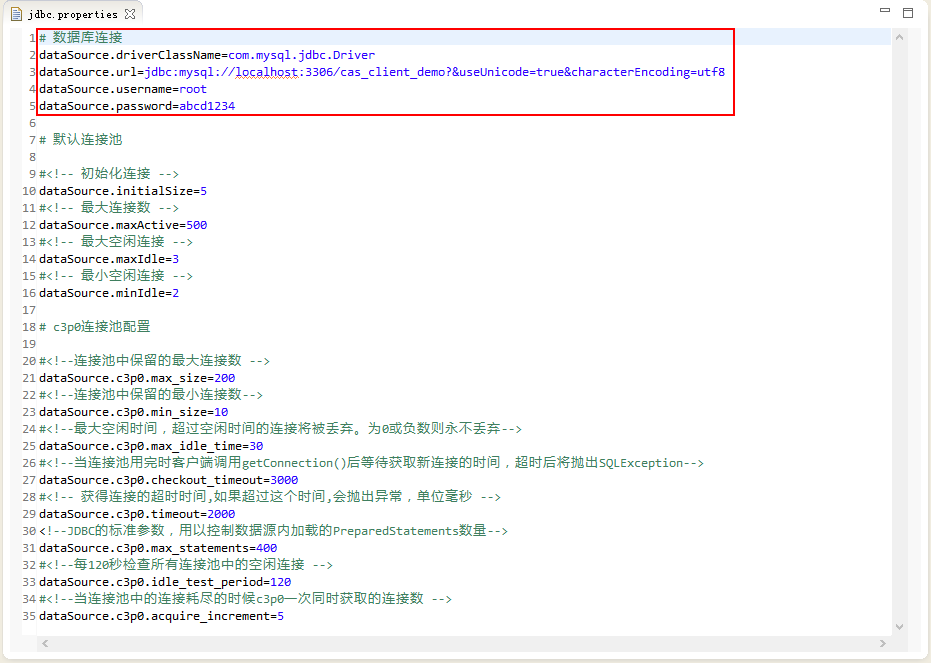 jdbc.properties
1 # 数据库连接
2 dataSource.driverClassName=com.mysql.jdbc.Driver
3 dataSource.url=jdbc:mysql://localhost:3306/cas_client_demo?&useUnicode=true&characterEncoding=utf8
4 dataSource.username=root
5 dataSource.password=abcd1234
6
7 # 默认连接池
8
9 #<!-- 初始化连接 -->
10 dataSource.initialSize=5
11 #<!-- 最大连接数 -->
12 dataSource.maxActive=500
13 #<!-- 最大空闲连接 -->
14 dataSource.maxIdle=3
15 #<!-- 最小空闲连接 -->
16 dataSource.minIdle=2
17
18 # c3p0连接池配置
19
20 #<!--连接池中保留的最大连接数 -->
21 dataSource.c3p0.max_size=200
22 #<!--连接池中保留的最小连接数-->
23 dataSource.c3p0.min_size=10
24 #<!--最大空闲时间，超过空闲时间的连接将被丢弃。为0或负数则永不丢弃-->
25 dataSource.c3p0.max_idle_time=30
26 #<!--当连接池用完时客户端调用getConnection()后等待获取新连接的时间，超时后将抛出SQLException-->
27 dataSource.c3p0.checkout_timeout=3000
28 #<!-- 获得连接的超时时间,如果超过这个时间,会抛出异常，单位毫秒 -->
29 dataSource.c3p0.timeout=2000
30 <!--JDBC的标准参数，用以控制数据源内加载的PreparedStatements数量-->
31 dataSource.c3p0.max_statements=400
32 #<!--每120秒检查所有连接池中的空闲连接 -->
33 dataSource.c3p0.idle_test_period=120
34 #<!--当连接池中的连接耗尽的时候c3p0一次同时获取的连接数 -->
35 dataSource.c3p0.acquire_increment=5